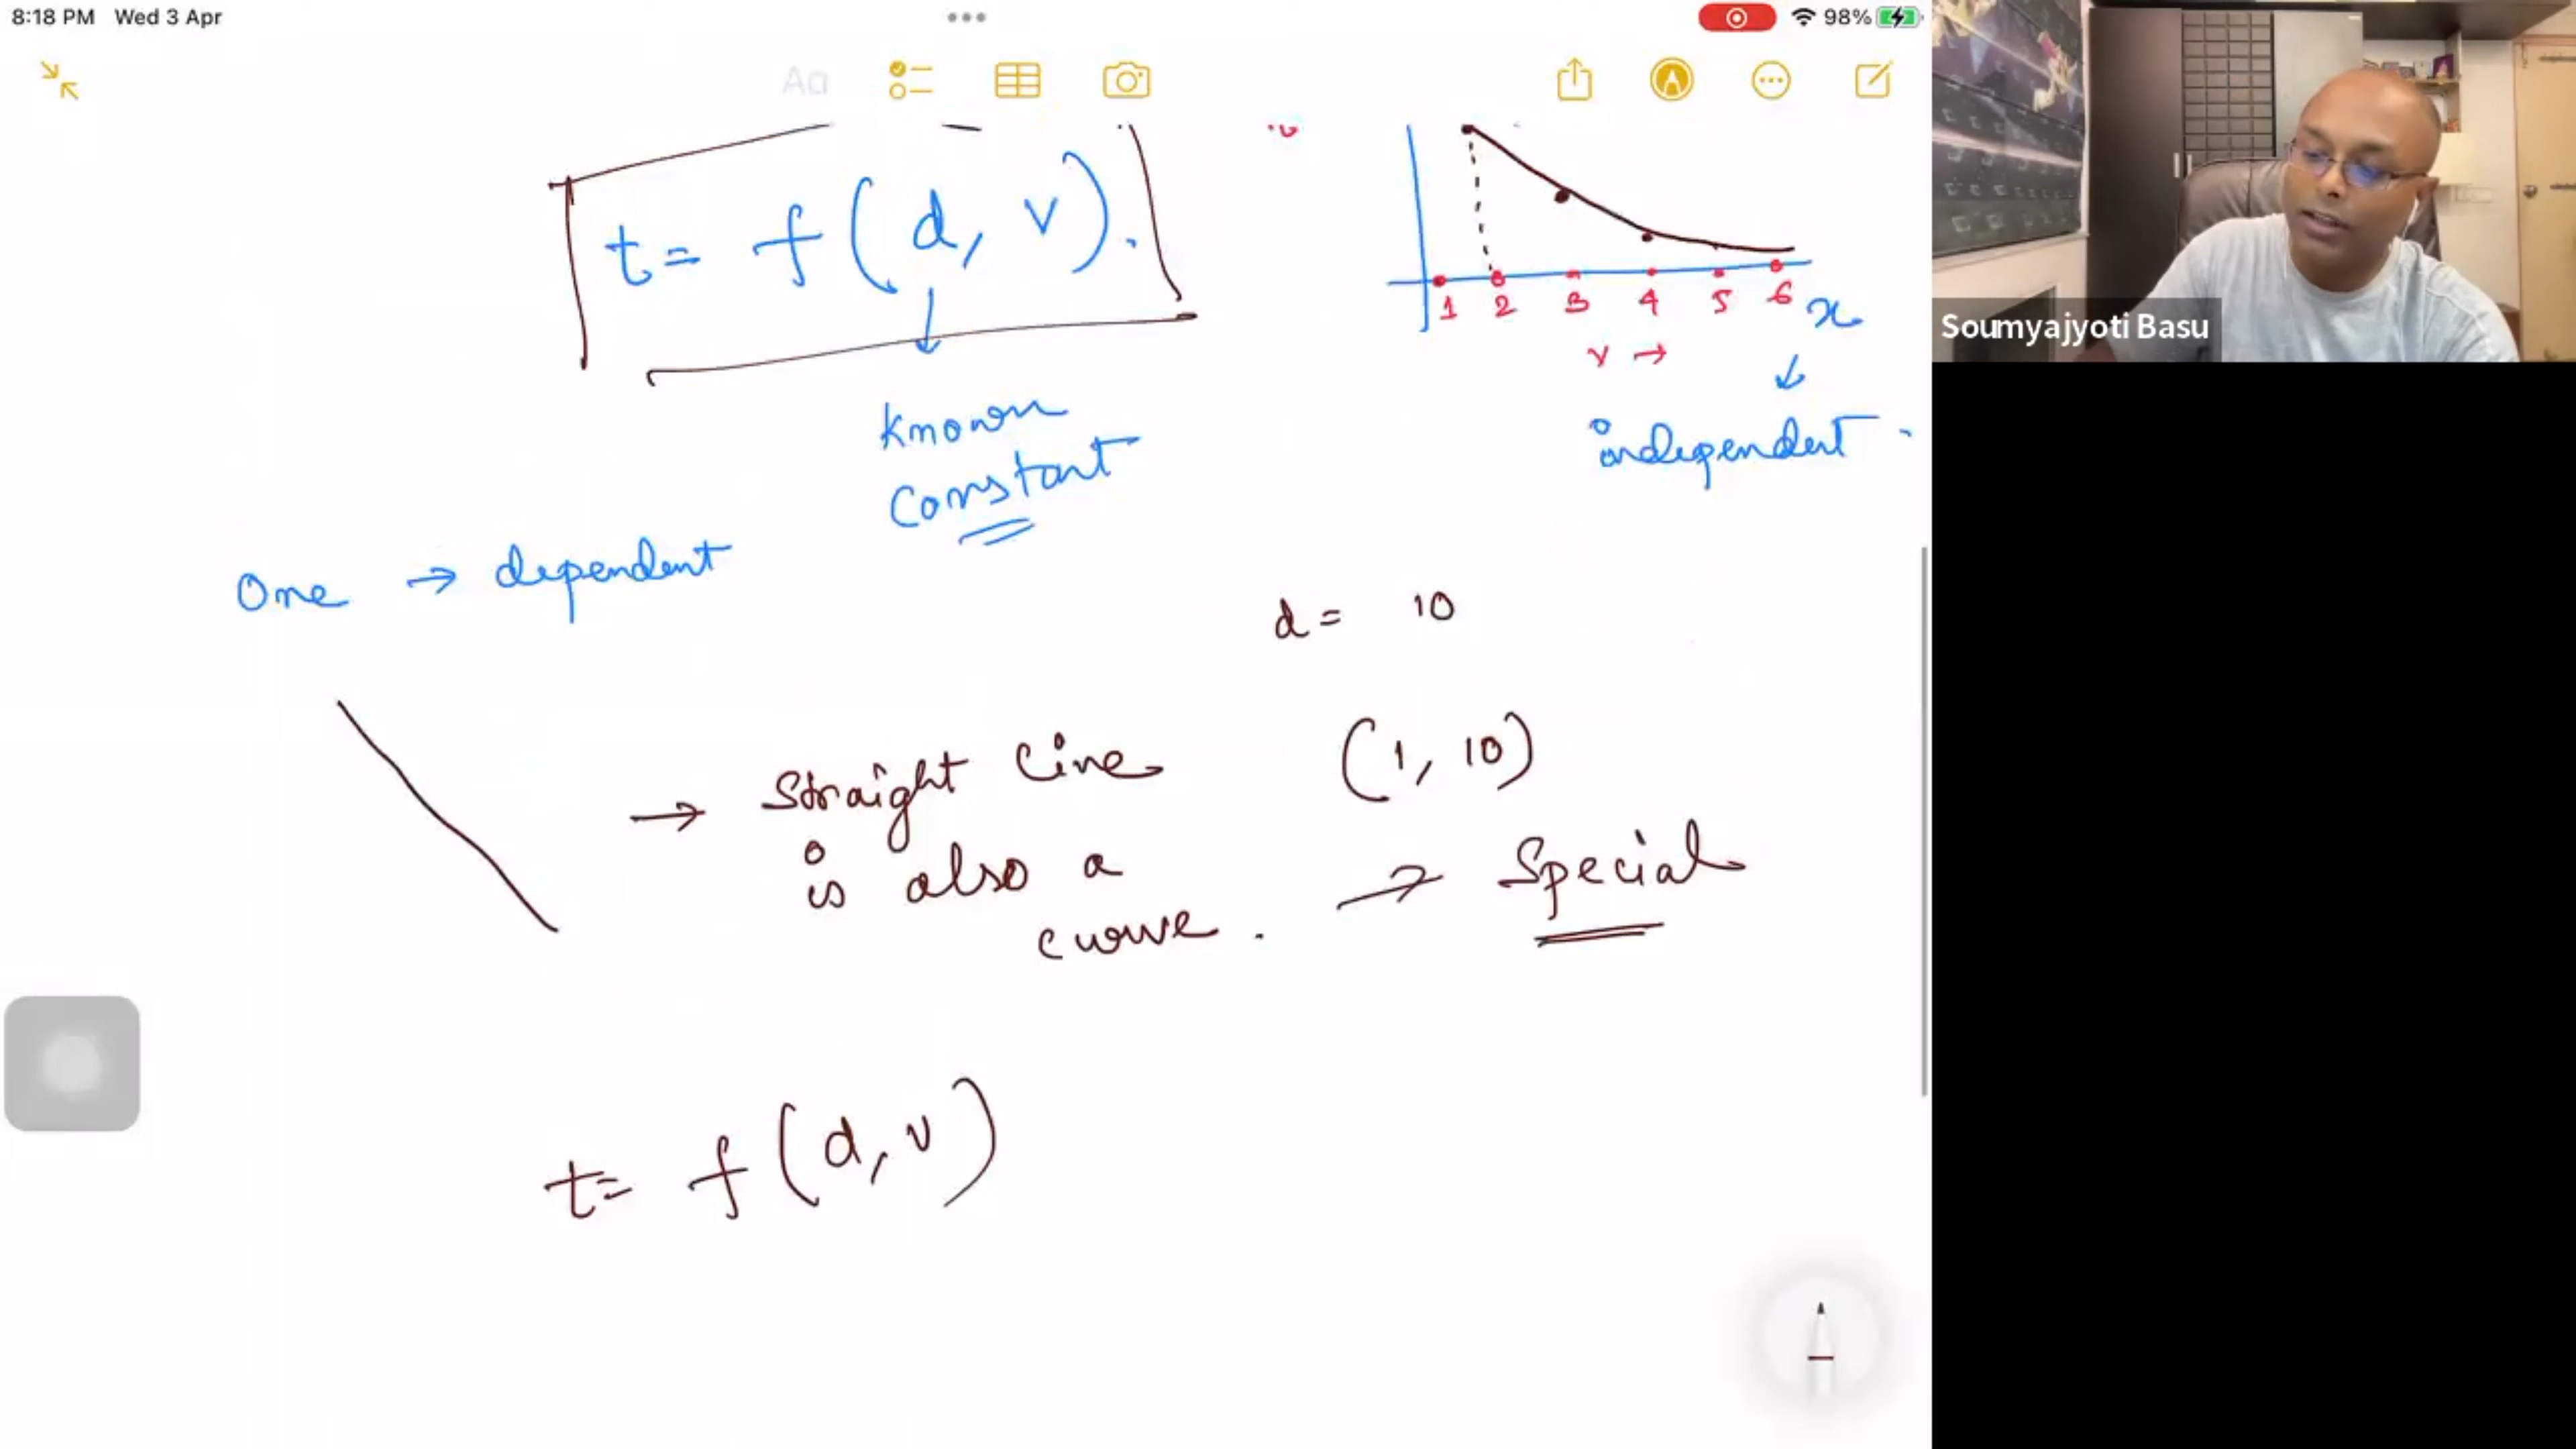 8:18 PM Wed 3 Apr
98%
Aa
t = f ( d, v ).
1 2 3 4 5 6 x
v →
known
constant
independent
One → dependent
d = 10
→ Straight line
is also a
curve.
(1, 10)
→ Special
t = f ( d, v )
Soumyajyoti Basu